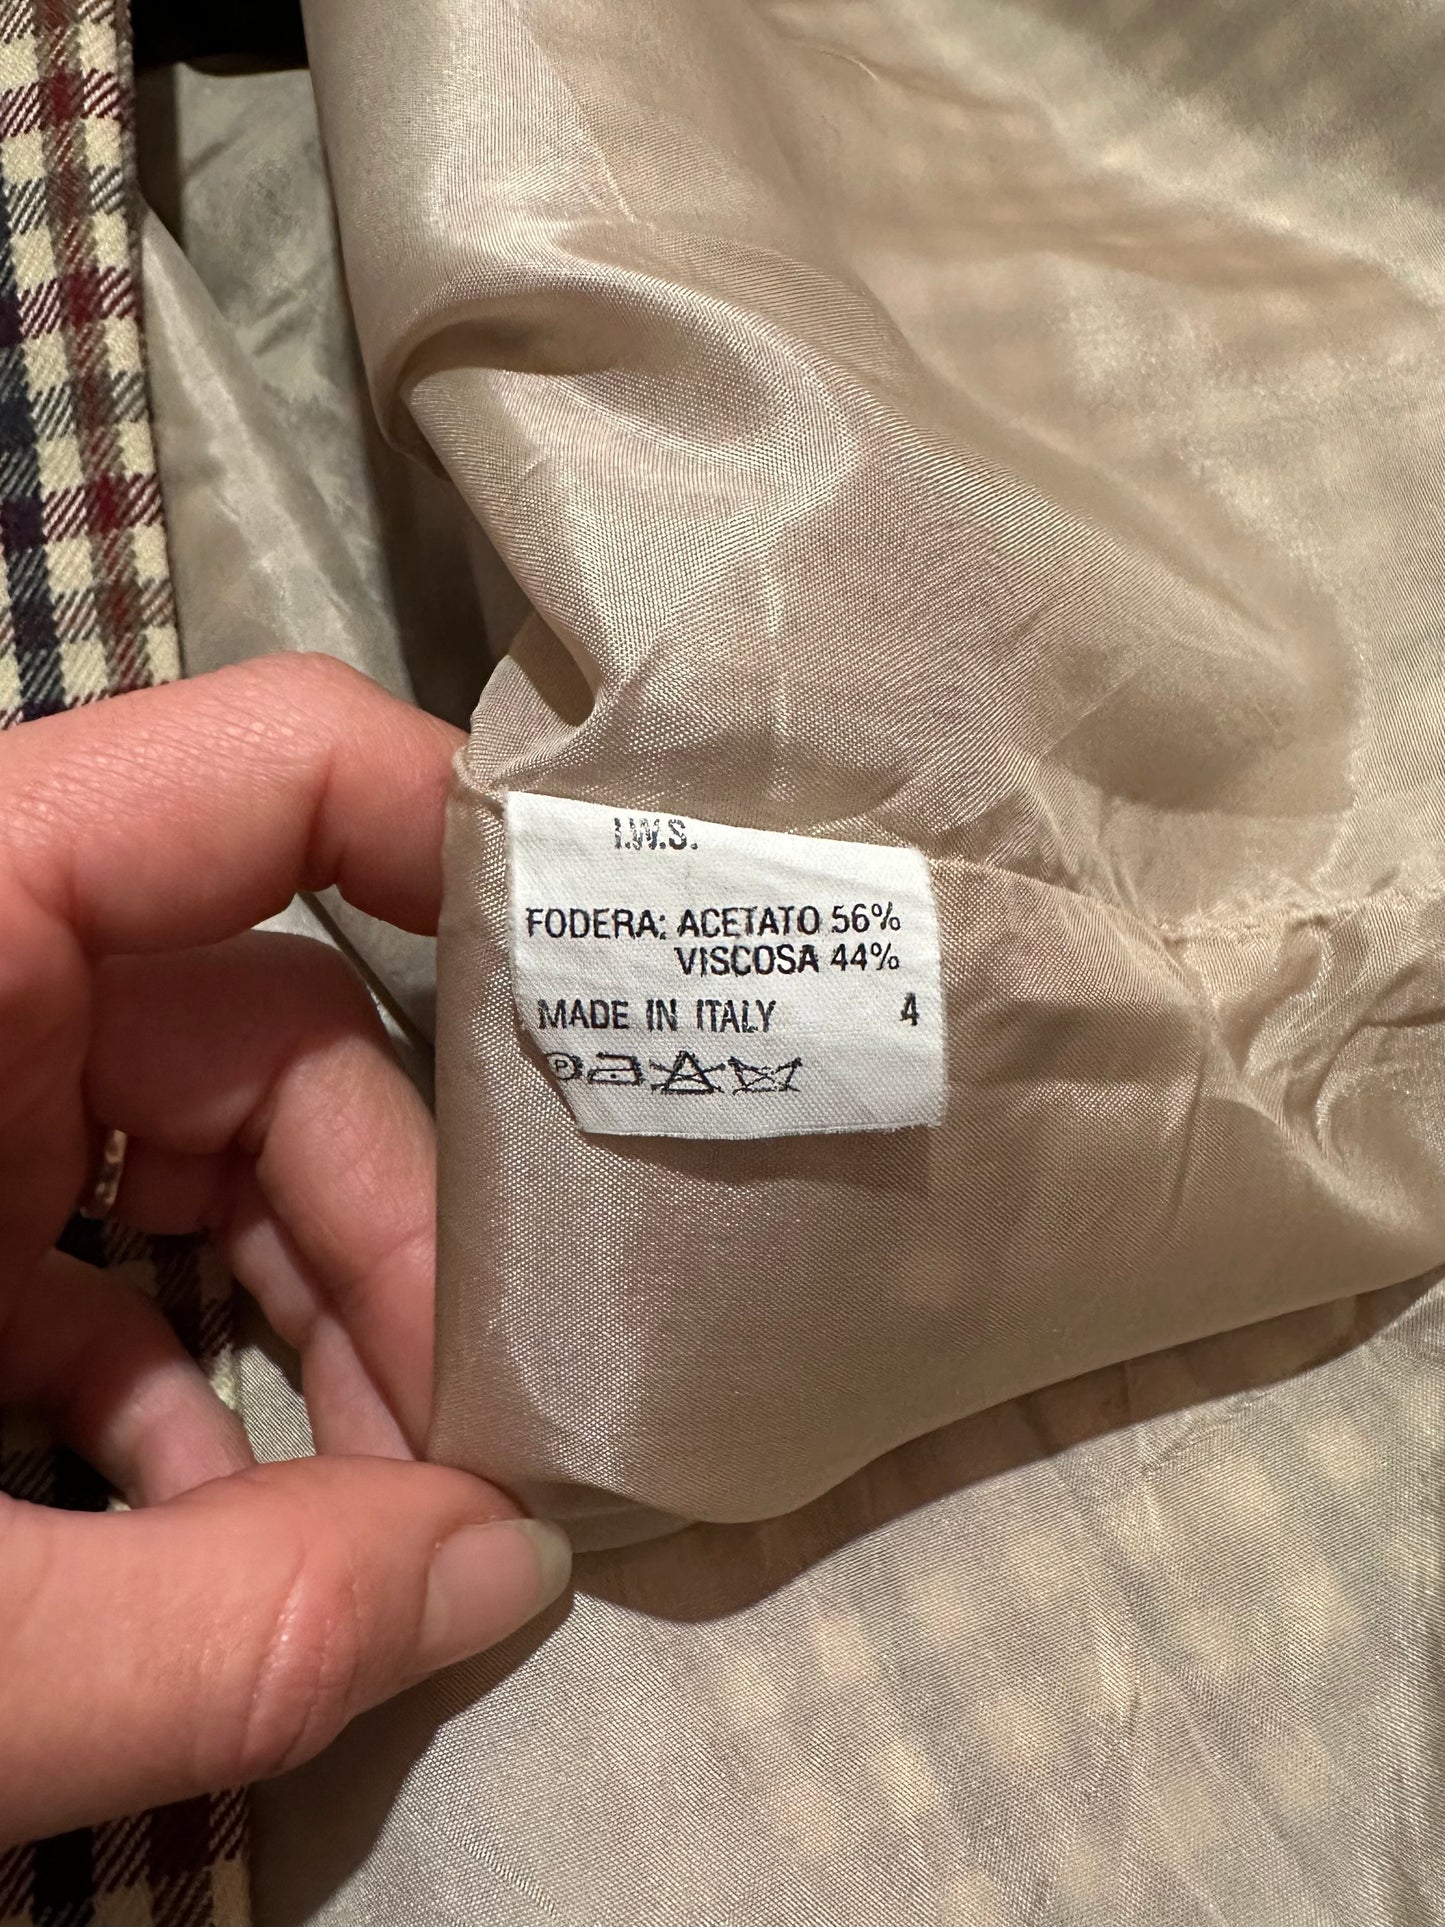 I.W.S.
FODERA: ACETATO 56%
VISCOSA 44%
MADE IN ITALY 4
P